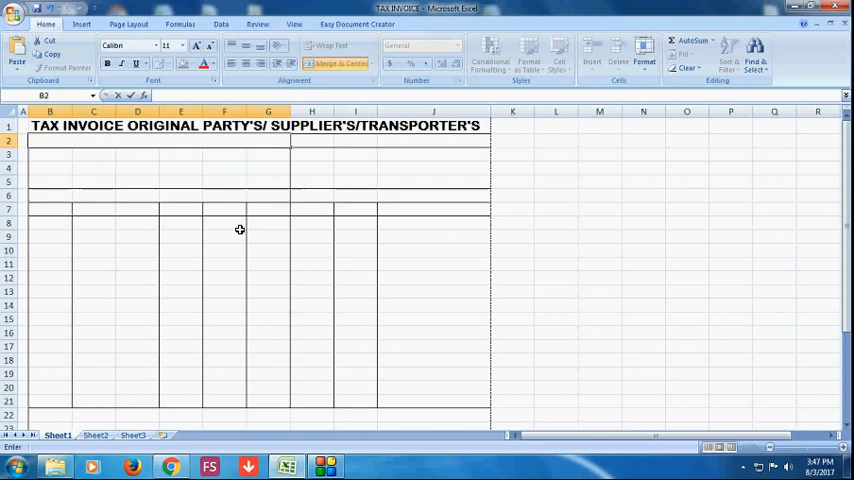 TAX INVOICE - Microsoft Excel
Home Insert Page Layout Formulas Data Review View Easy Document Creator
Cut
Copy
Format Painter
Paste
Clipboard
Calibri 11
B I U
Font
Wrap Text
Merge & Center
Alignment
General
$ % ,
Number
Conditional Formatting
Format as Table
Cell Styles
Styles
Insert Delete Format
Cells
Σ AutoSum
Fill
Clear
Sort & Filter
Find & Select
Editing
B2
fx
A B C D E F G H I J K L M N O P Q R
1 TAX INVOICE ORIGINAL PARTY'S/ SUPPLIER'S/TRANSPORTER'S
2
3
4
5
6
7
8
9
10
11
12
13
14
15
16
17
18
19
20
21
22
23
Sheet1 Sheet2 Sheet3
Enter
FS
3:47 PM
8/3/2017